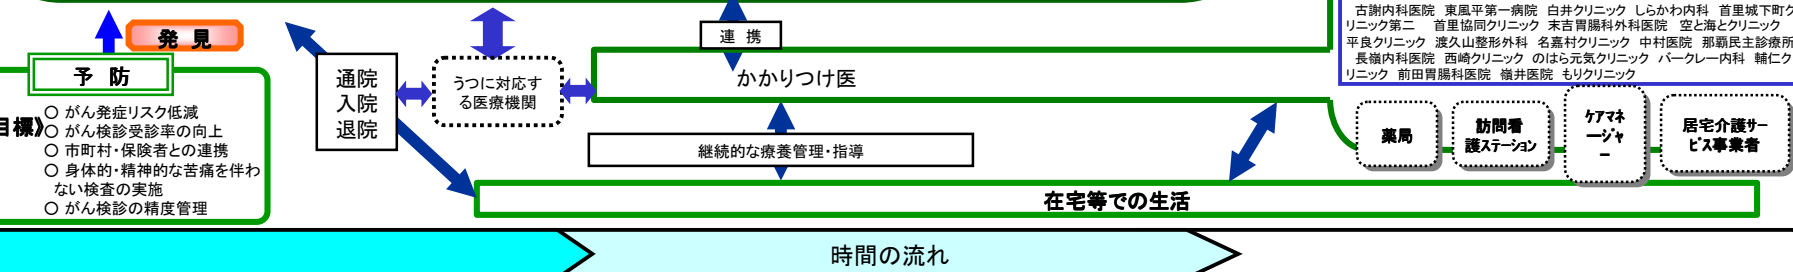 古謝内科医院 東風平第一病院 白井クリニック しらかわ内科 首里城下町ク
リニック第二 首里協同クリニック 末吉胃腸科外科医院 空と海とクリニック
平良クリニック 渡久山整形外科 名嘉村クリニック 中村医院 那覇民主診療所
長嶺内科医院 西崎クリニック のはら元気クリニック バークレー内科 輔仁ク
リニック 前田胃腸科医院 嶺井医院 もりクリニック
発 見
連 携
予 防
通院
入院
退院
うつに対応す
る医療機関
かかりつけ医
目標》
○ がん発症リスク低減
○ がん検診受診率の向上
○ 市町村・保険者との連携
○ 身体的・精神的な苦痛を伴わ
ない検査の実施
○ がん検診の精度管理
継続的な療養管理・指導
薬局
訪問看
護ステーション
ケアマネ
ージャ
ー
居宅介護サー
ビス事業者
在宅等での生活
時間の流れ